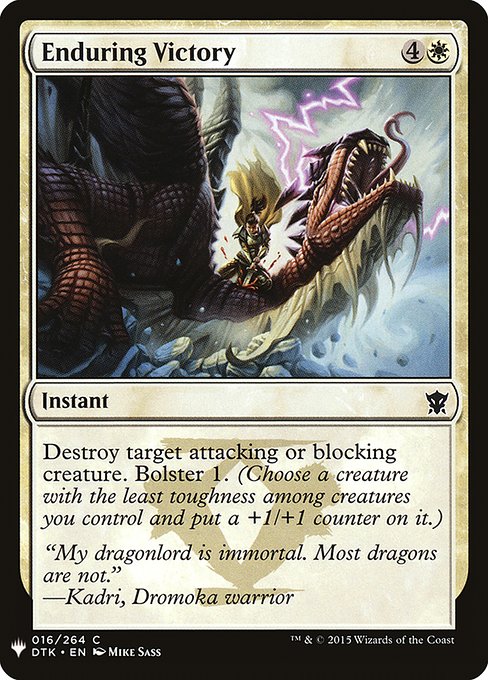 Enduring Victory 4
Instant
Destroy target attacking or blocking
creature. Bolster 1. (Choose a creature
with the least toughness among creatures
you control and put a +1/+1 counter on it.)
“My dragonlord is immortal. Most dragons
are not.”
—Kadri, Dromoka warrior
016/264 C
DTK • EN Mike Sass
™ & © 2015 Wizards of the Coast